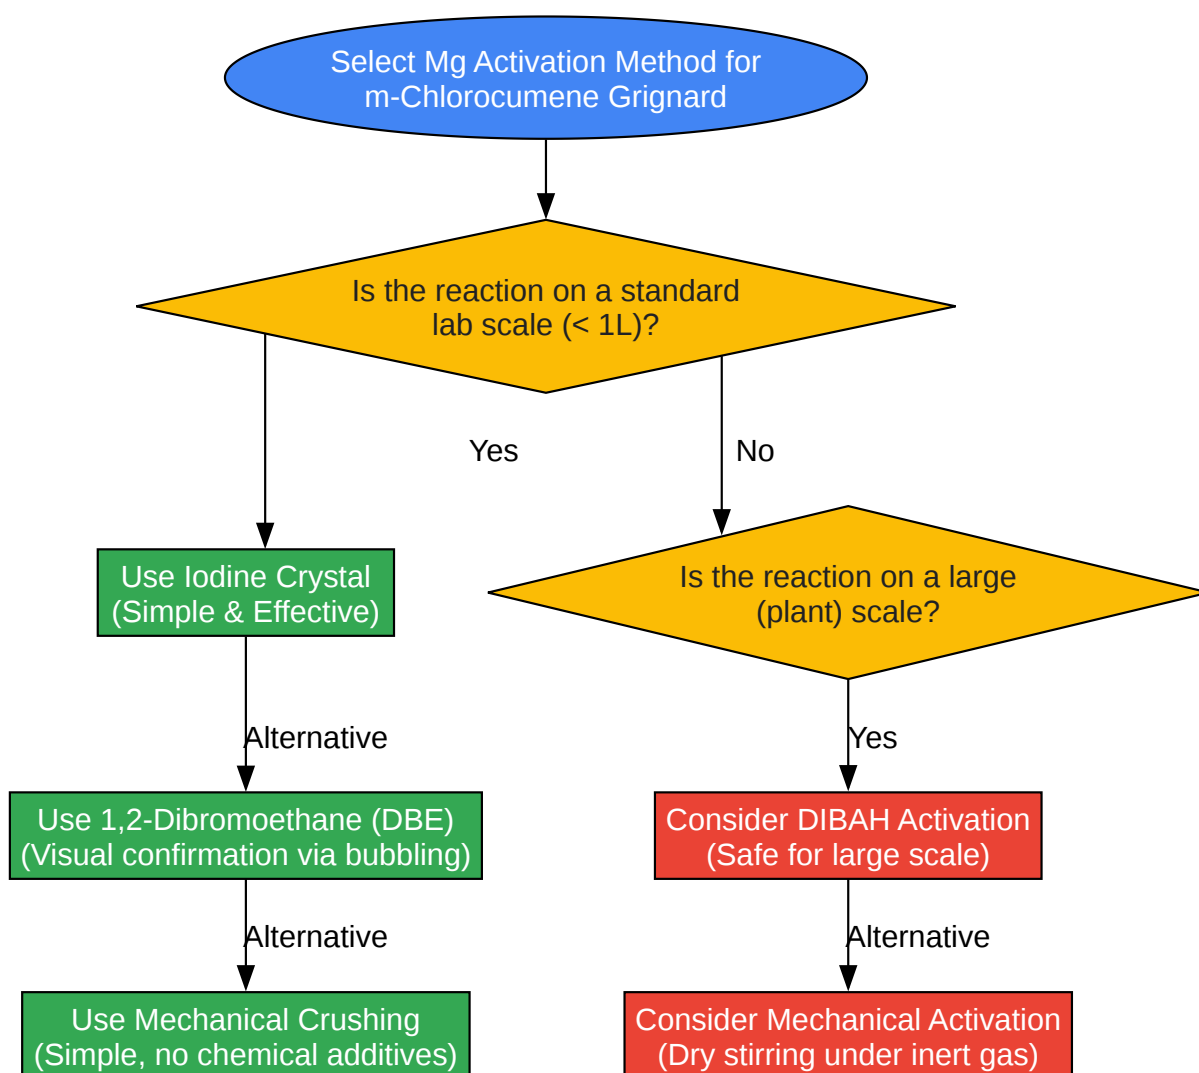 Select Mg Activation Method for
m-Chlorocumene Grignard
Is the reaction on a standard
lab scale (< 1L)?
Yes
No
Use Iodine Crystal
(Simple & Effective)
Is the reaction on a large
(plant) scale?
Alternative
Yes
Use 1,2-Dibromoethane (DBE)
(Visual confirmation via bubbling)
Consider DIBAH Activation
(Safe for large scale)
Alternative
Alternative
Use Mechanical Crushing
(Simple, no chemical additives)
Consider Mechanical Activation
(Dry stirring under inert gas)